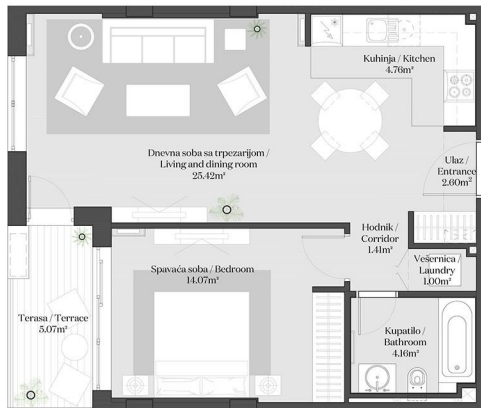 Kuhinja / Kitchen
4.76m²
Dnevna soba sa trpezarijom /
Living and dining room
25.42m²
Ulaz /
Entrance
2.60m²
Hodnik /
Corridor
1.41m²
Vešernica /
Laundry
1.00m²
Spavaća soba / Bedroom
14.07m²
Terasa / Terrace
5.07m²
Kupatilo /
Bathroom
4.16m²